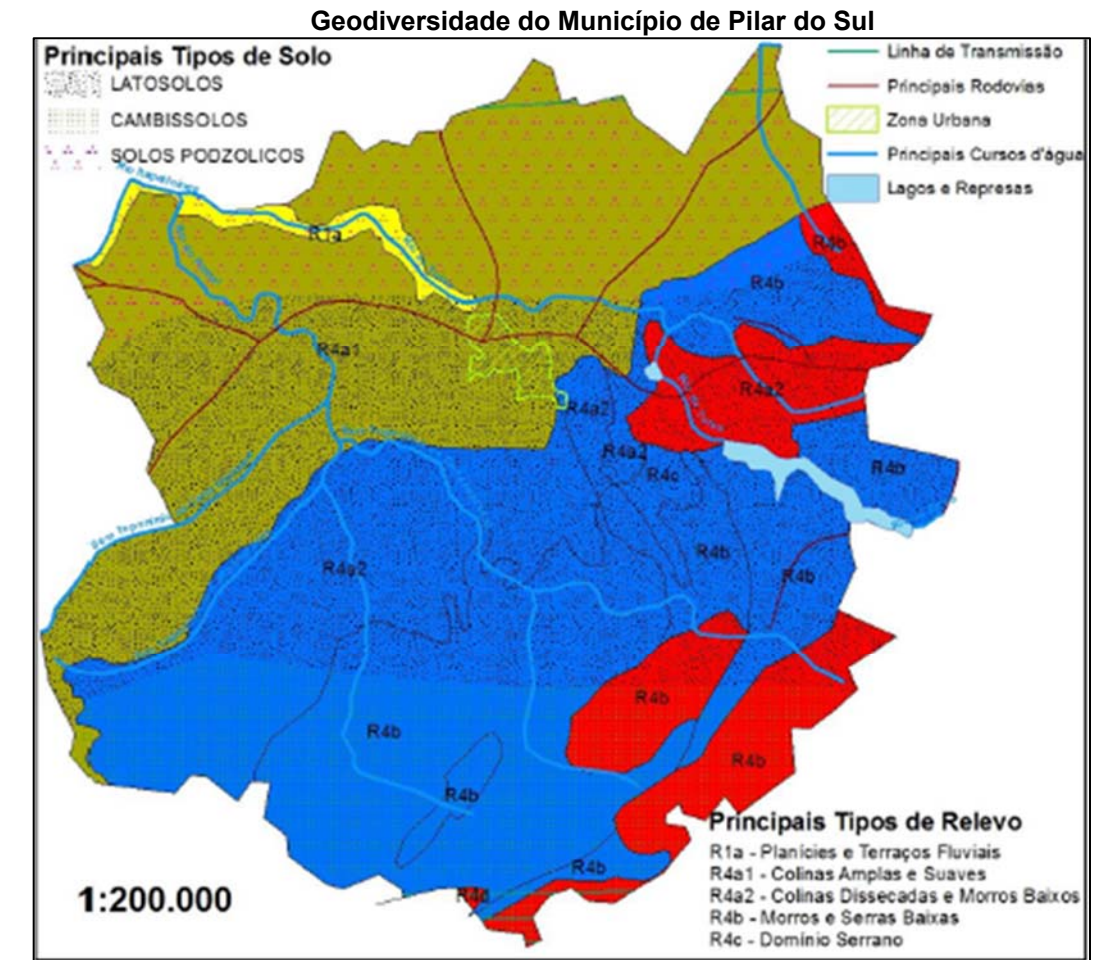 Geodiversidade do Município de Pilar do Sul
Principais Tipos de Solo
LATOSOLOS
CAMBISSOLOS
SOLOS PODZOLICOS
Linha de Transmissão
Principais Rodovias
Zona Urbana
Principais Cursos d'água
Lagos e Represas
R1a
R4b
R4b
R4a1
R4a2
R4a2
R4c
R4b
R4b
R4b
R4a2
R4b
R4b
R4b
R4b
R4b
1:200.000
Principais Tipos de Relevo
R1a - Planícies e Terraços Fluviais
R4a1 - Colinas Amplas e Suaves
R4a2 - Colinas Dissecadas e Morros Baixos
R4b - Morros e Serras Baixas
R4c - Domínio Serrano